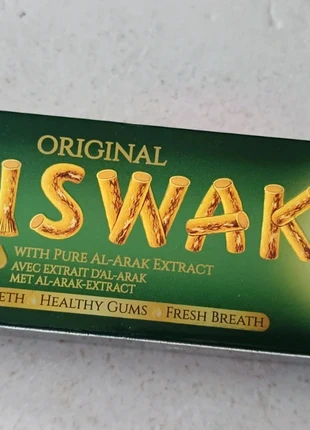 ORIGINAL
ISWAK
WITH PURE AL-ARAK EXTRACT
AVEC EXTRAIT D'AL-ARAK
MET AL-ARAK-EXTRACT
ETH HEALTHY GUMS FRESH BREATH